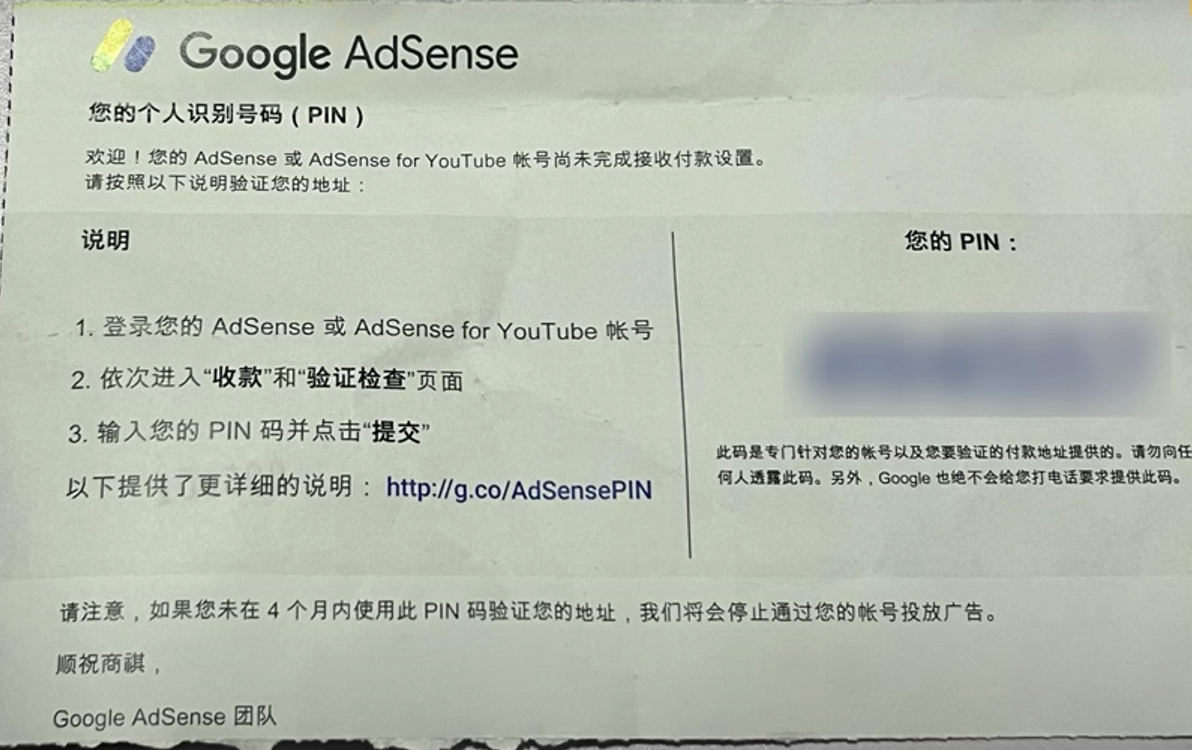 Google AdSense
您的个人识别号码（PIN）
欢迎！您的 AdSense 或 AdSense for YouTube 帐号尚未完成接收付款设置。
请按照以下说明验证您的地址：
说明
1. 登录您的 AdSense 或 AdSense for YouTube 帐号
2. 依次进入“收款”和“验证检查”页面
3. 输入您的 PIN 码并点击“提交”
以下提供了更详细的说明：http://g.co/AdSensePIN
您的 PIN：
此码是专门针对您的帐号以及您要验证的付款地址提供的。请勿向任
何人透露此码。另外，Google 也绝不会给您打电话要求提供此码。
请注意，如果您未在 4 个月内使用此 PIN 码验证您的地址，我们将会停止通过您的帐号投放广告。
顺祝商祺，
Google AdSense 团队